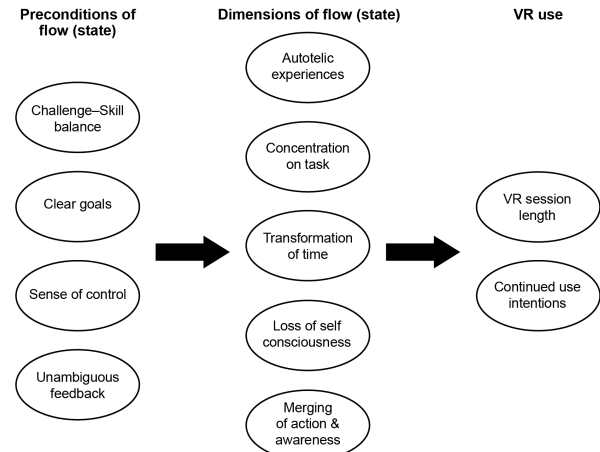 Preconditions of
flow (state)
Challenge–Skill
balance
Clear goals
Sense of control
Unambiguous
feedback
Dimensions of flow (state)
Autotelic
experiences
Concentration
on task
Transformation
of time
Loss of self
consciousness
Merging
of action &
awareness
VR use
VR session
length
Continued use
intentions